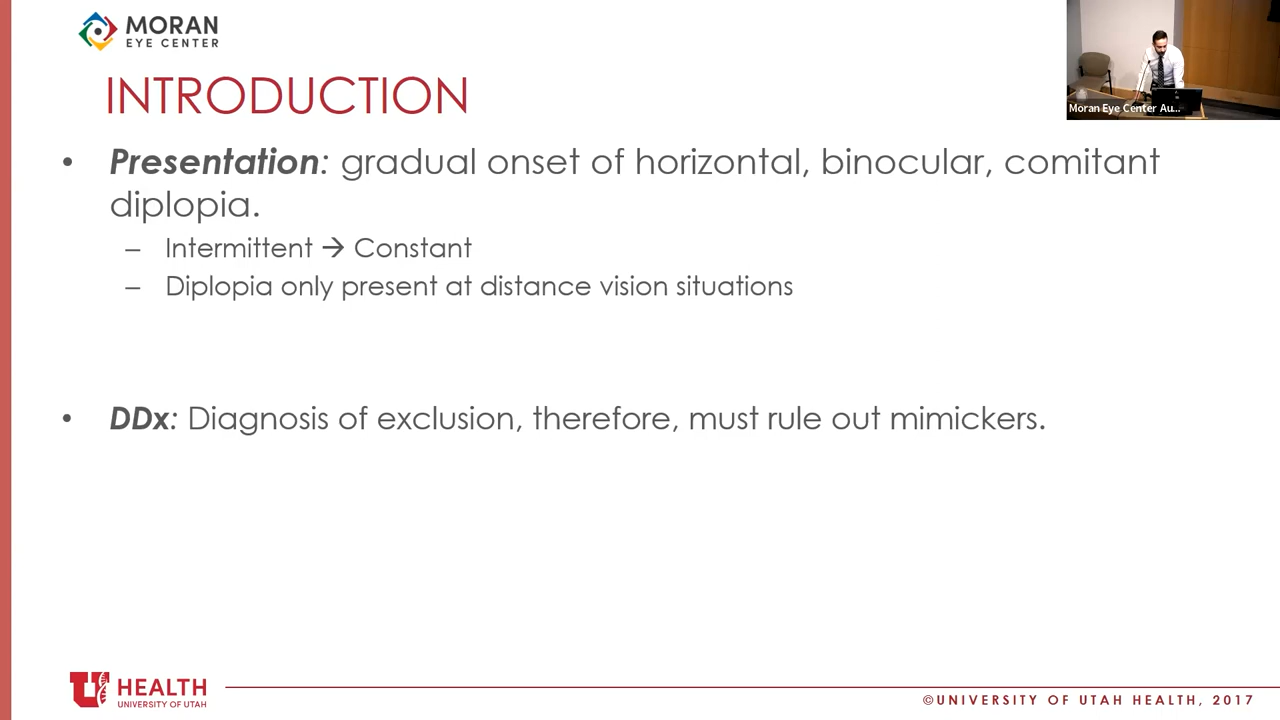 MORAN
EYE CENTER
Moran Eye Center Au...
INTRODUCTION
• Presentation: gradual onset of horizontal, binocular, comitant
diplopia.
– Intermittent → Constant
– Diplopia only present at distance vision situations
• DDx: Diagnosis of exclusion, therefore, must rule out mimickers.
U HEALTH
UNIVERSITY OF UTAH
©UNIVERSITY OF UTAH HEALTH, 2017